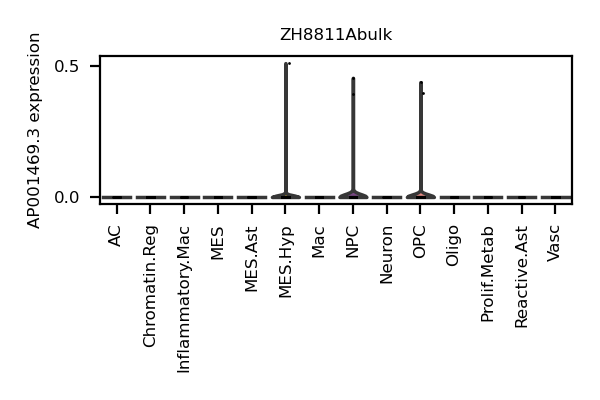 ZH8811Abulk
AP001469.3 expression
0.5
0.0
AC
Chromatin.Reg
Inflammatory.Mac
MES
MES.Ast
MES.Hyp
Mac
NPC
Neuron
OPC
Oligo
Prolif.Metab
Reactive.Ast
Vasc